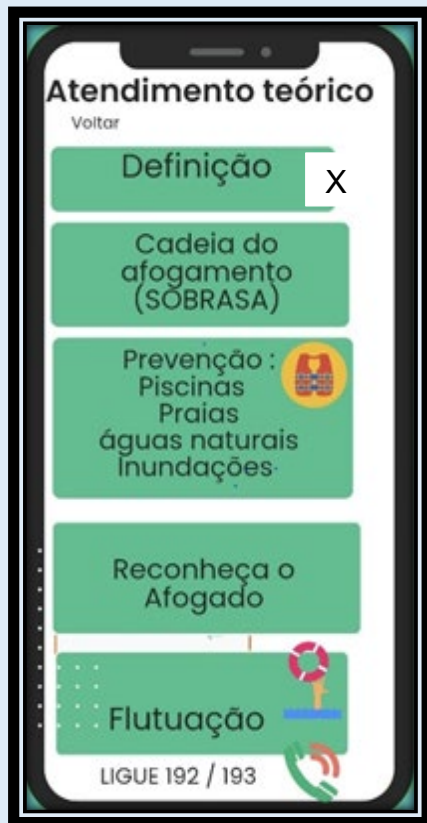 Atendimento teórico
Voltar
Definição
X
Cadeia do
afogamento
(SOBRASA)
Prevenção :
Piscinas
Praias
águas naturais
Inundações
Reconheça o
Afogado
Flutuação
LIGUE 192 / 193